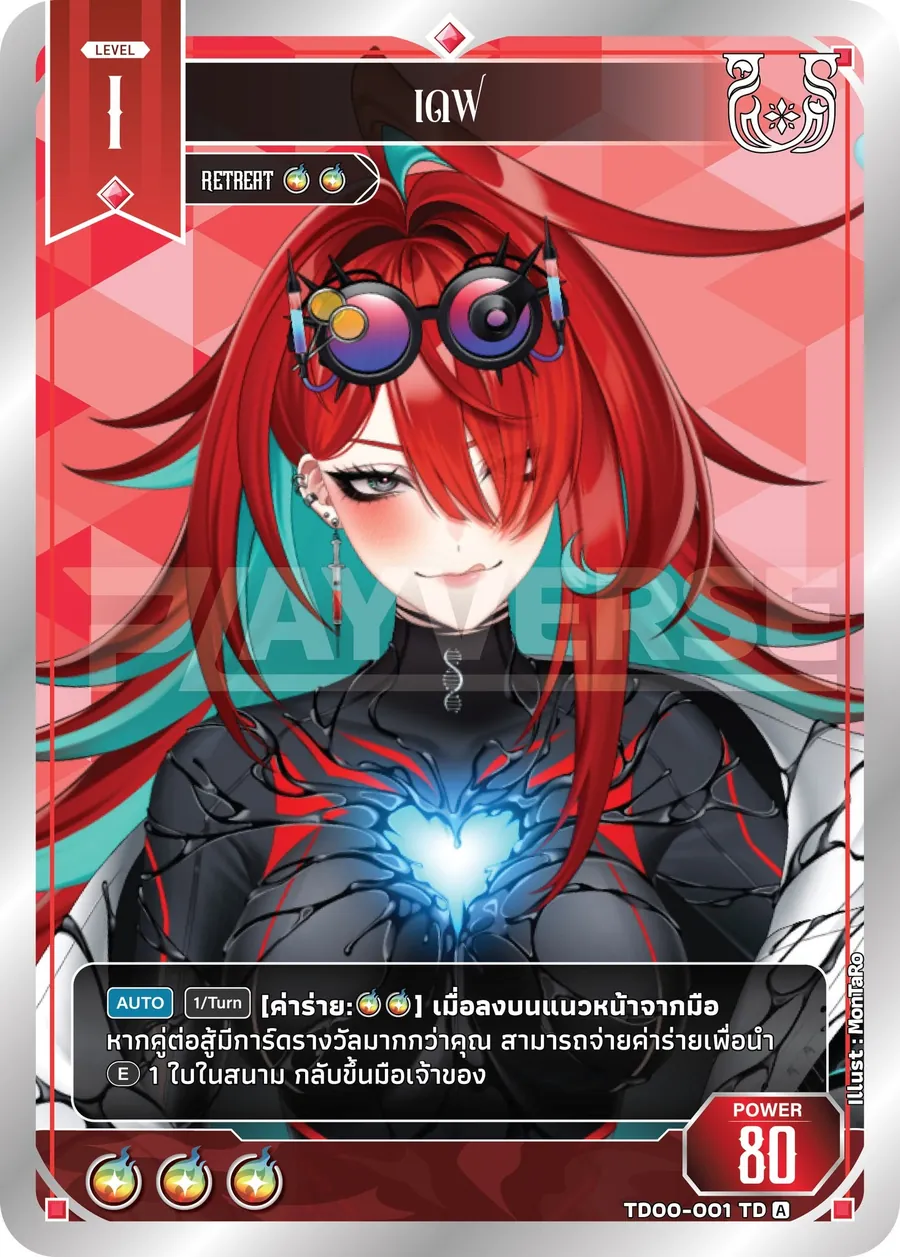 LEVEL
I
เดฟ
RETREAT
PLAYVERSE
AUTO 1/Turn [ค่าร่าย: ] เมื่อลงบนแนวหน้าจากมือ
หากคู่ต่อสู้มีการ์ดรางวัลมากกว่าคุณ สามารถจ่ายค่าร่ายเพื่อนำ
E 1 ใบในสนาม กลับขึ้นมือเจ้าของ
Illust : MonTaRo
POWER
80
TD00-001 TD A